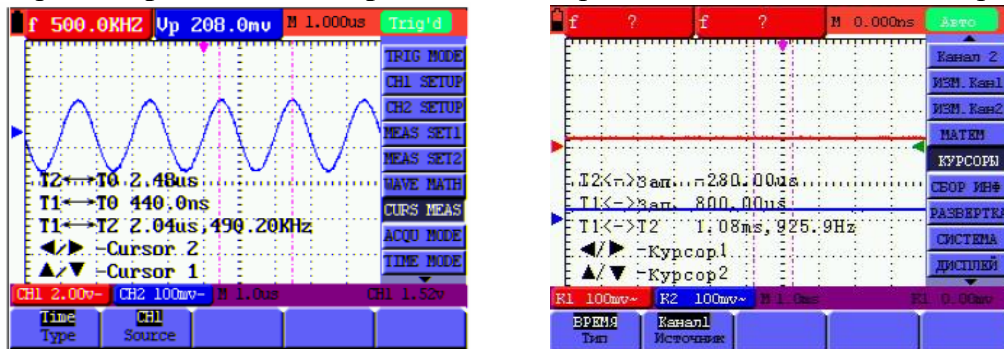 f 500.0KHZ Vp 208.0mv M 1.000us Trig'd
TRIG MODE
CH1 SETUP
CH2 SETUP
MEAS SET1
MEAS SET2
WAVE MATH
CURS MEAS
ACQU MODE
TIME MODE
T2←→T0 2.48us
T1←→T0 440.0ns
T1←→T2 2.04us,490.20KHz
◀/▶ -Cursor 2
▲/▼ -Cursor 1
CH1 2.00v- CH2 100mv- M 1.0us CH1 1.52v
Time CH1
Type Source
f ? f ? M 0.000ms Авто
Канал 2
ИЗМ.Кан1
ИЗМ.Кан2
МАТЕМ
КУРСОРЫ
СБОР ИНФ
РАЗВЕРТКА
СИСТЕМА
ДИСПЛЕЙ
T2<->Зап. -280.00us
T1<->Зап. 800.00us
T1<->T2 1.08ms,925.9Hz
◀/▶ -Курсор1
▲/▼ -Курсор2
K1 100mv~ K2 100mv~ M 1.0ms K1 0.00mv
ВРЕМЯ Канал1
Тип Источник